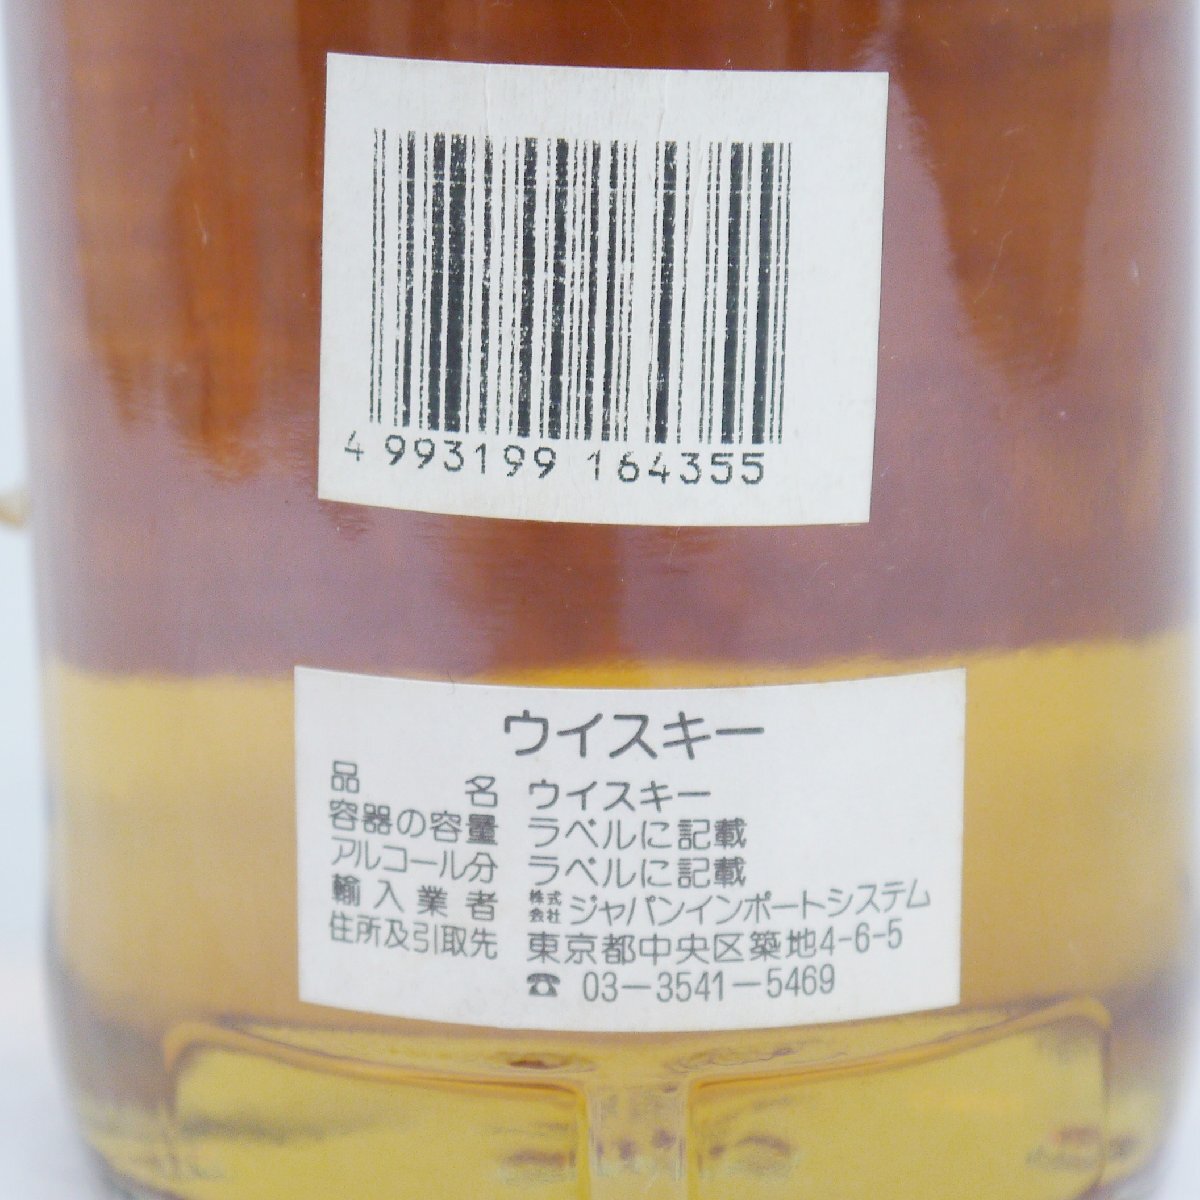 4 993199 164355
ウイスキー
品名 ウイスキー
容器の容量 ラベルに記載
アルコール分 ラベルに記載
輸入業者 株式会社 ジャパンインポートシステム
住所及引取先 東京都中央区築地4-6-5
☎ 03-3541-5469